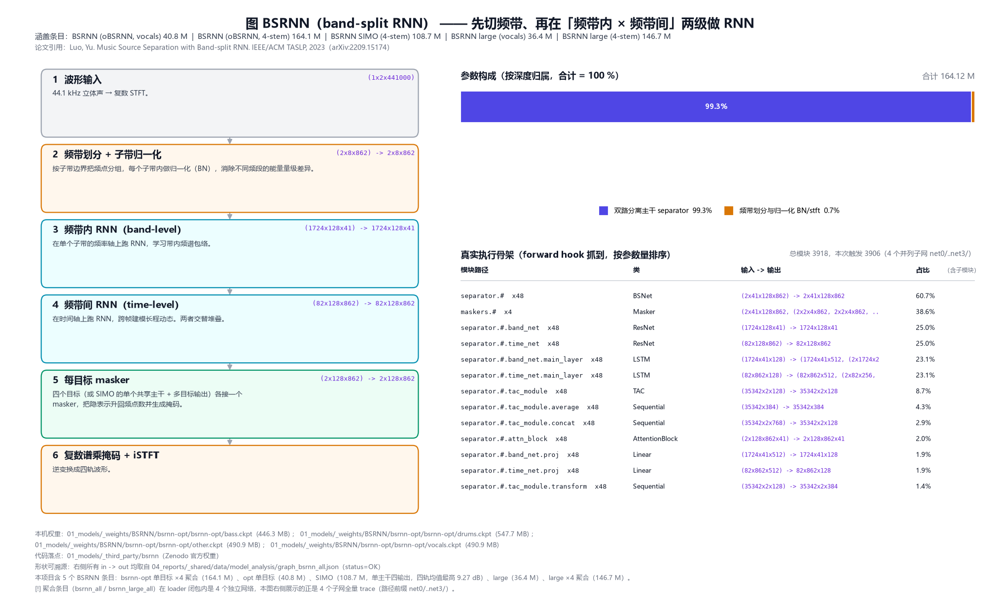 图 BSRNN（band-split RNN） —— 先切频带、再在「频带内 × 频带间」两级做 RNN
涵盖条目：BSRNN (oBSRNN, vocals) 40.8 M | BSRNN (oBSRNN, 4-stem) 164.1 M | BSRNN SIMO (4-stem) 108.7 M | BSRNN large (vocals) 36.4 M | BSRNN large (4-stem) 146.7 M
论文引用：Luo, Yu. Music Source Separation with Band-split RNN. IEEE/ACM TASLP, 2023（arXiv:2209.15174）
1 波形输入 (1x2x441000)
44.1 kHz 立体声 → 复数 STFT。
2 频带划分 + 子带归一化 (2x8x862) -> 2x8x862
按子带边界把频点分组，每个子带内做归一化（BN），消除不同频段的能量量级差异。
3 频带内 RNN（band-level） (1724x128x41) -> 1724x128x41
在单个子带的频率轴上跑 RNN，学习带内频谱包络。
4 频带间 RNN（time-level） (82x128x862) -> 82x128x862
在时间轴上跑 RNN，跨帧建模长程动态。两者交替堆叠。
5 每目标 masker (2x128x862) -> 2x128x862
四个目标（或 SIMO 的单个共享主干 + 多目标输出）各接一个
masker，把隐表示升回频点数并生成掩码。
6 复数谱乘掩码 + iSTFT
逆变换成四轨波形。
参数构成（按深度归属，合计 = 100 %） 合计 164.12 M
99.3%
双路分离主干 separator 99.3% 频带划分与归一化 BN/stft 0.7%
真实执行骨架（forward hook 抓到，按参数量排序） 总模块 3918，本次触发 3906（4 个并列子网 net0/..net3/）
模块路径 类 输入 -> 输出 占比 （含子模块）
separator.# x48 BSNet (2x41x128x862) -> 2x41x128x862 60.7%
maskers.# x4 Masker (2x41x128x862, (2x2x4x862, 2x2x4x862, .. 38.6%
separator.#.band_net x48 ResNet (1724x128x41) -> 1724x128x41 25.0%
separator.#.time_net x48 ResNet (82x128x862) -> 82x128x862 25.0%
separator.#.band_net.main_layer x48 LSTM (1724x41x128) -> (1724x41x512, (2x1724x2 23.1%
separator.#.time_net.main_layer x48 LSTM (82x862x128) -> (82x862x512, (2x82x256, 23.1%
separator.#.tac_module x48 TAC (35342x2x128) -> 35342x2x128 8.7%
separator.#.tac_module.average x48 Sequential (35342x384) -> 35342x384 4.3%
separator.#.tac_module.concat x48 Sequential (35342x2x768) -> 35342x2x128 2.9%
separator.#.attn_block x48 AttentionBlock (2x128x862x41) -> 2x128x862x41 2.0%
separator.#.band_net.proj x48 Linear (1724x41x512) -> 1724x41x128 1.9%
separator.#.time_net.proj x48 Linear (82x862x512) -> 82x862x128 1.9%
separator.#.tac_module.transform x48 Sequential (35342x2x128) -> 35342x2x384 1.4%
本机权重：01_models/_weights/BSRNN/bsrnn-opt/bsrnn-opt/bass.ckpt（446.3 MB）； 01_models/_weights/BSRNN/bsrnn-opt/bsrnn-opt/drums.ckpt（547.7 MB）；
01_models/_weights/BSRNN/bsrnn-opt/bsrnn-opt/other.ckpt（490.9 MB）； 01_models/_weights/BSRNN/bsrnn-opt/bsrnn-opt/vocals.ckpt（490.9 MB）
代码落点：01_models/_third_party/bsrnn（Zenodo 官方权重）
形状可溯源：右侧所有 in -> out 均取自 04_reports/_shared/data/model_analysis/graph_bsrnn_all.json（status=OK）
本项目含 5 个 BSRNN 条目：bsrnn-opt 单目标 ×4 聚合（164.1 M）、opt 单目标（40.8 M）、SIMO（108.7 M，单主干四输出，四轨均值最高 9.27 dB）、large（36.4 M）、large ×4 聚合（146.7 M）。
[!] 聚合条目（bsrnn_all / bsrnn_large_all）在 loader 闭包内是 4 个独立网络，本图右侧展示的正是 4 个子网全量 trace（路径前缀 net0/..net3/）。